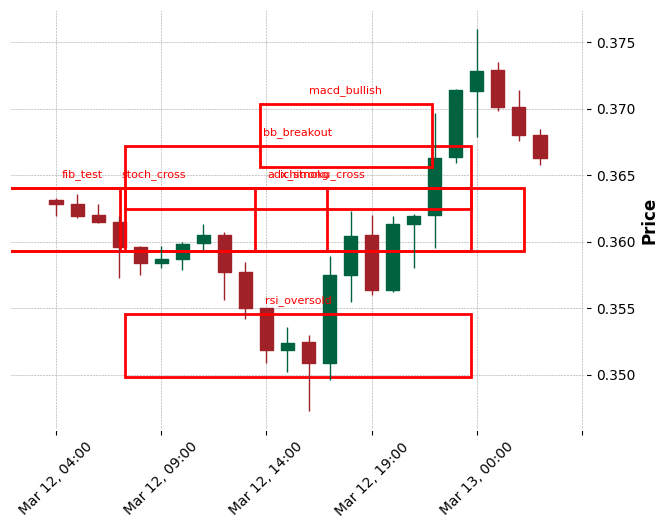 macd_bullish
bb_breakout
fib_test
stoch_cross
ichimoku_cross
rsi_oversold
0.375
0.370
0.365
0.360
0.355
0.350
Price
Mar 12, 04:00
Mar 12, 09:00
Mar 12, 14:00
Mar 12, 19:00
Mar 13, 00:00